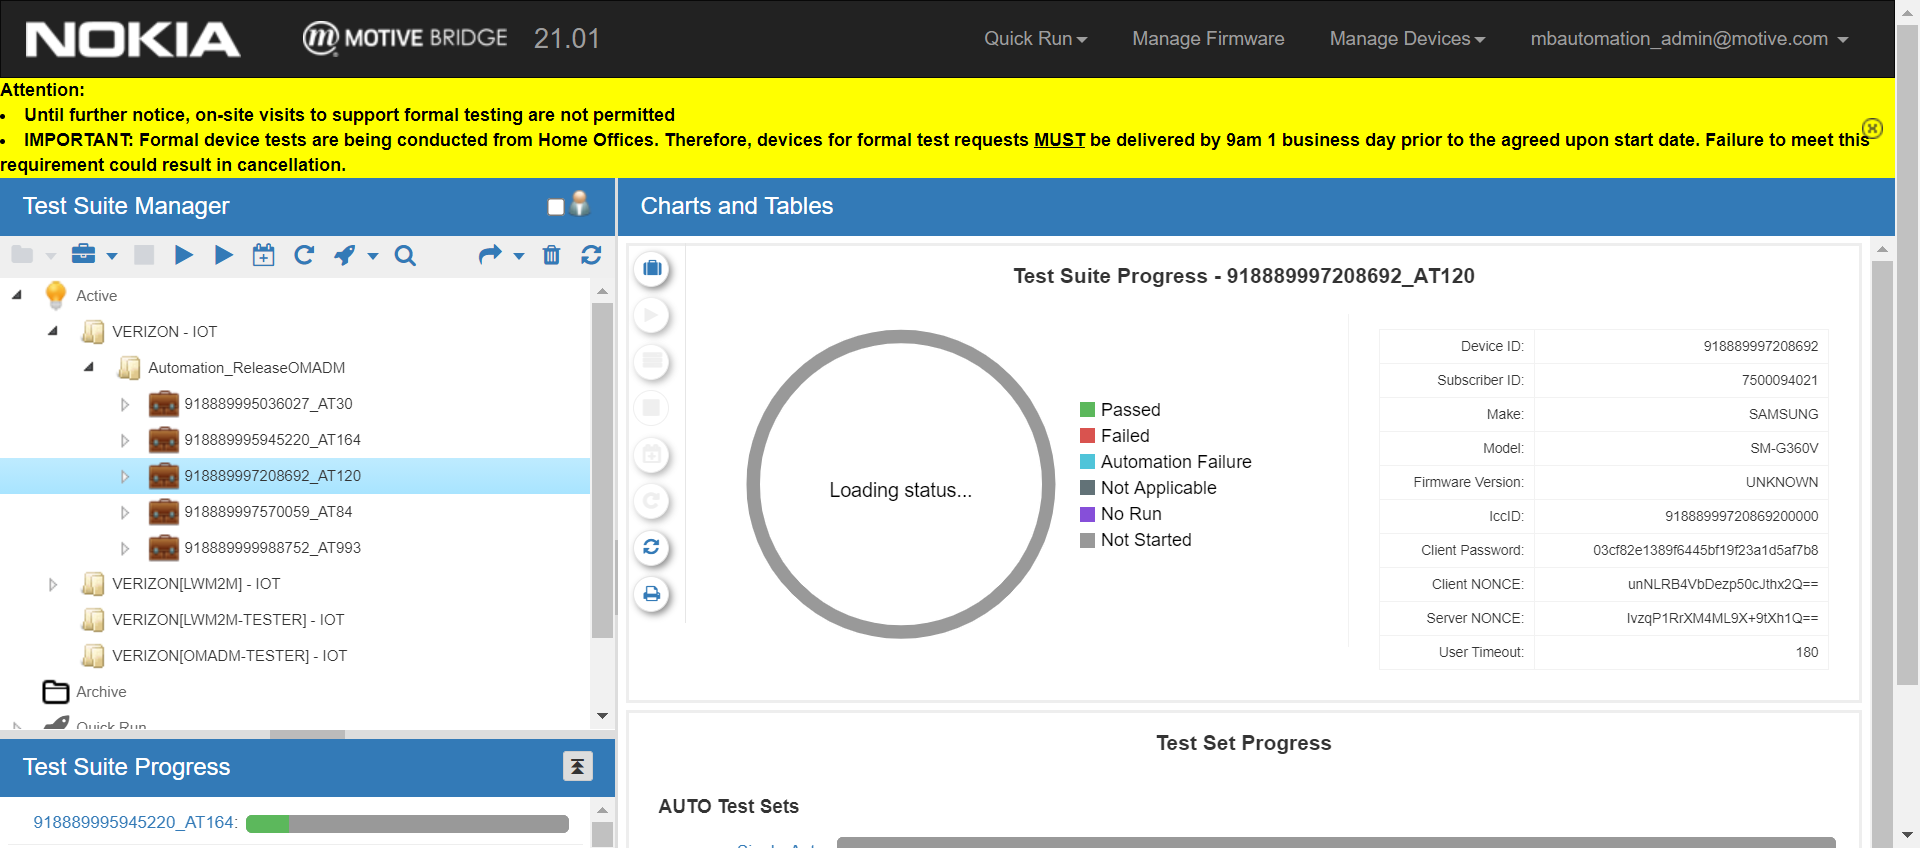 NOKIA
m MOTIVE BRIDGE 21.01
Quick Run
Manage Firmware
Manage Devices
mbautomation_admin@motive.com
Attention:
• Until further notice, on-site visits to support formal testing are not permitted
• IMPORTANT: Formal device tests are being conducted from Home Offices. Therefore, devices for formal test requests MUST be delivered by 9am 1 business day prior to the agreed upon start date. Failure to meet this
requirement could result in cancellation.
Test Suite Manager
Active
VERIZON - IOT
Automation_ReleaseOMADM
918889995036027_AT30
918889995945220_AT164
918889997208692_AT120
918889997570059_AT84
918889999988752_AT993
VERIZON[LWM2M] - IOT
VERIZON[LWM2M-TESTER] - IOT
VERIZON[OMADM-TESTER] - IOT
Archive
Quick Run
Test Suite Progress
918889995945220_AT164:
Charts and Tables
Test Suite Progress - 918889997208692_AT120
Loading status...
Passed
Failed
Automation Failure
Not Applicable
No Run
Not Started
Device ID: 918889997208692
Subscriber ID: 7500094021
Make: SAMSUNG
Model: SM-G360V
Firmware Version: UNKNOWN
IccID: 91888999720869200000
Client Password: 03cf82e1389f6445bf19f23a1d5af7b8
Client NONCE: unNLRB4VbDezp50cJthx2Q==
Server NONCE: IvzqP1RrXM4ML9X+9tXh1Q==
User Timeout: 180
Test Set Progress
AUTO Test Sets